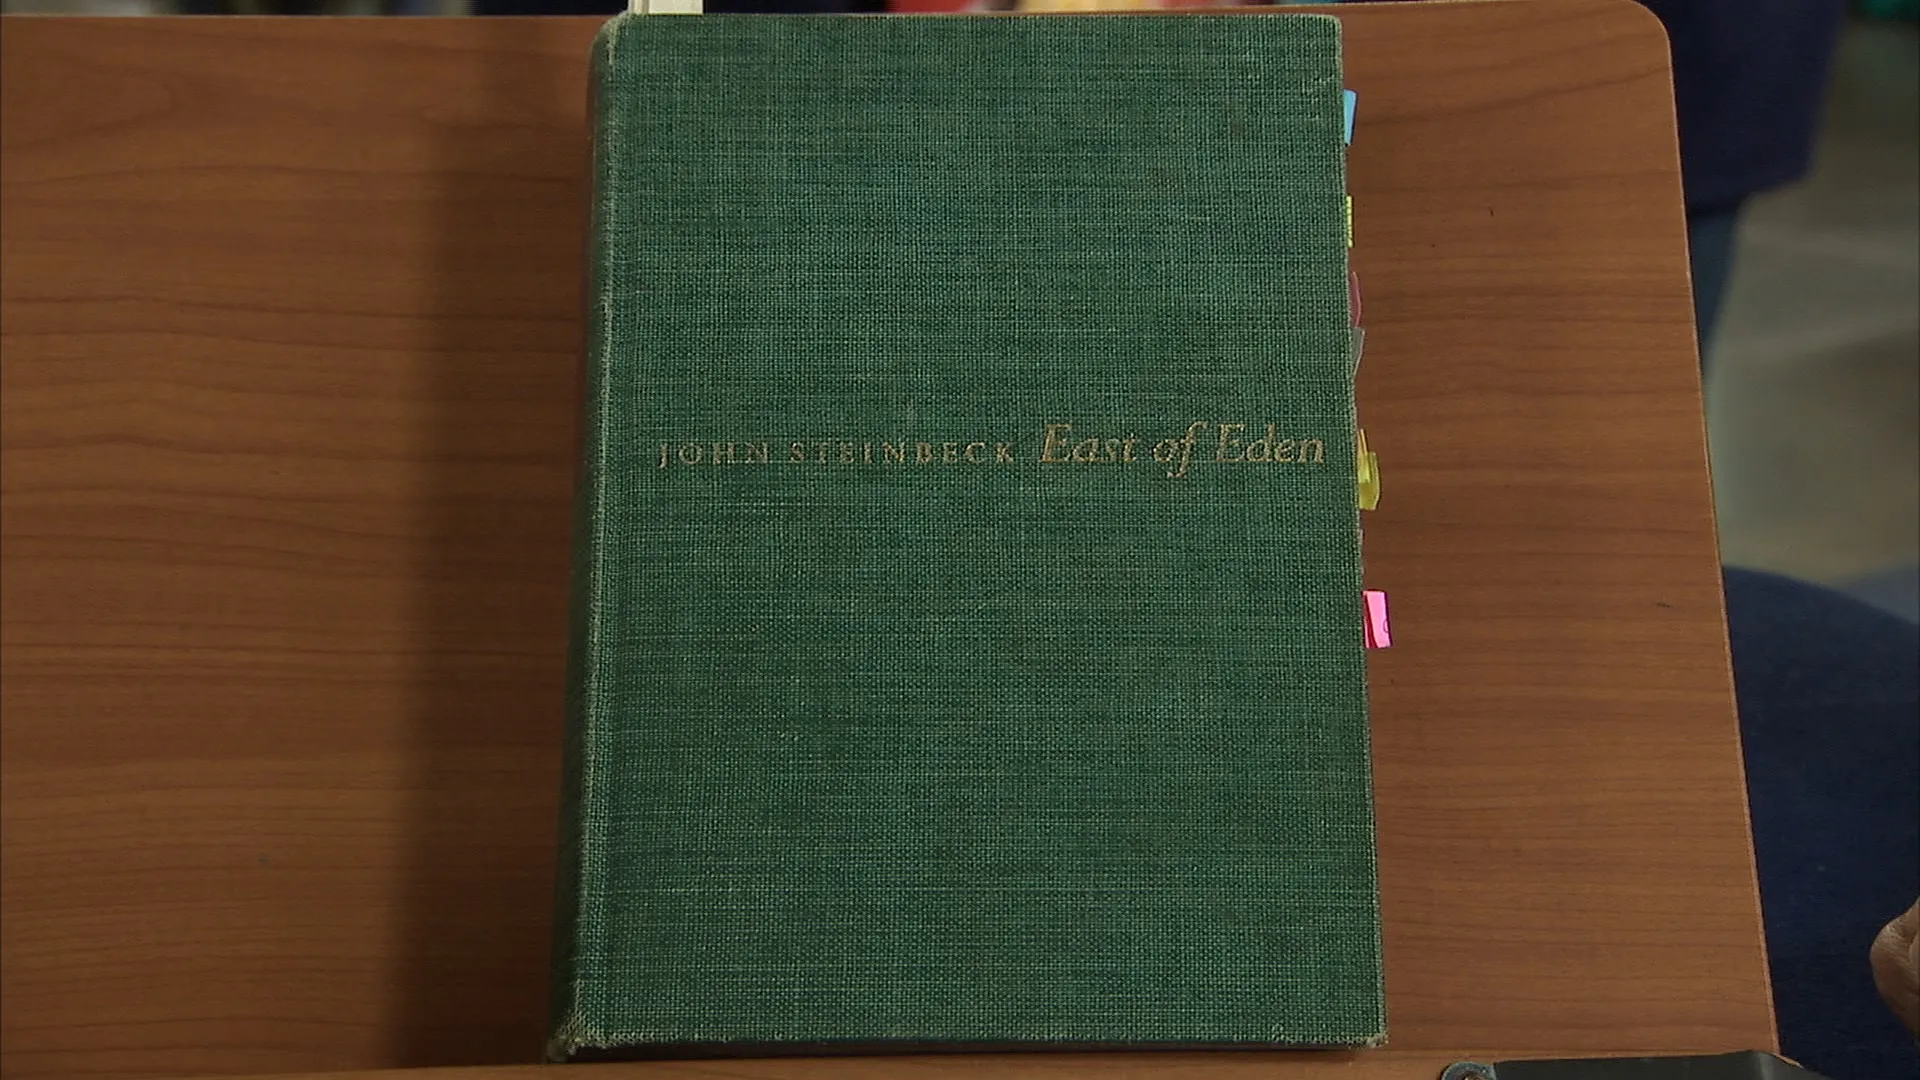 JOHN STEINBECK East of Eden